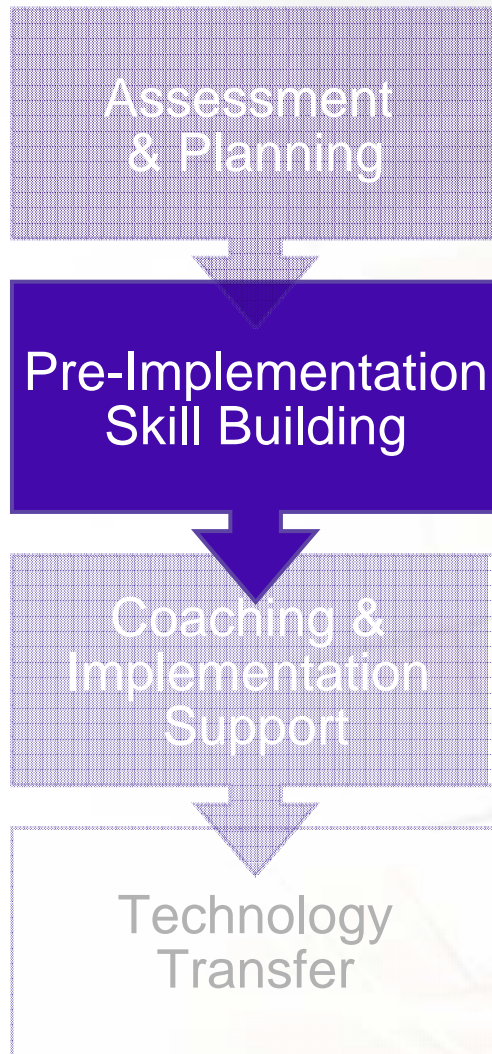 Assessment
& Planning
Pre-Implementation
Skill Building
Coaching &
Implementation
Support
Technology
Transfer